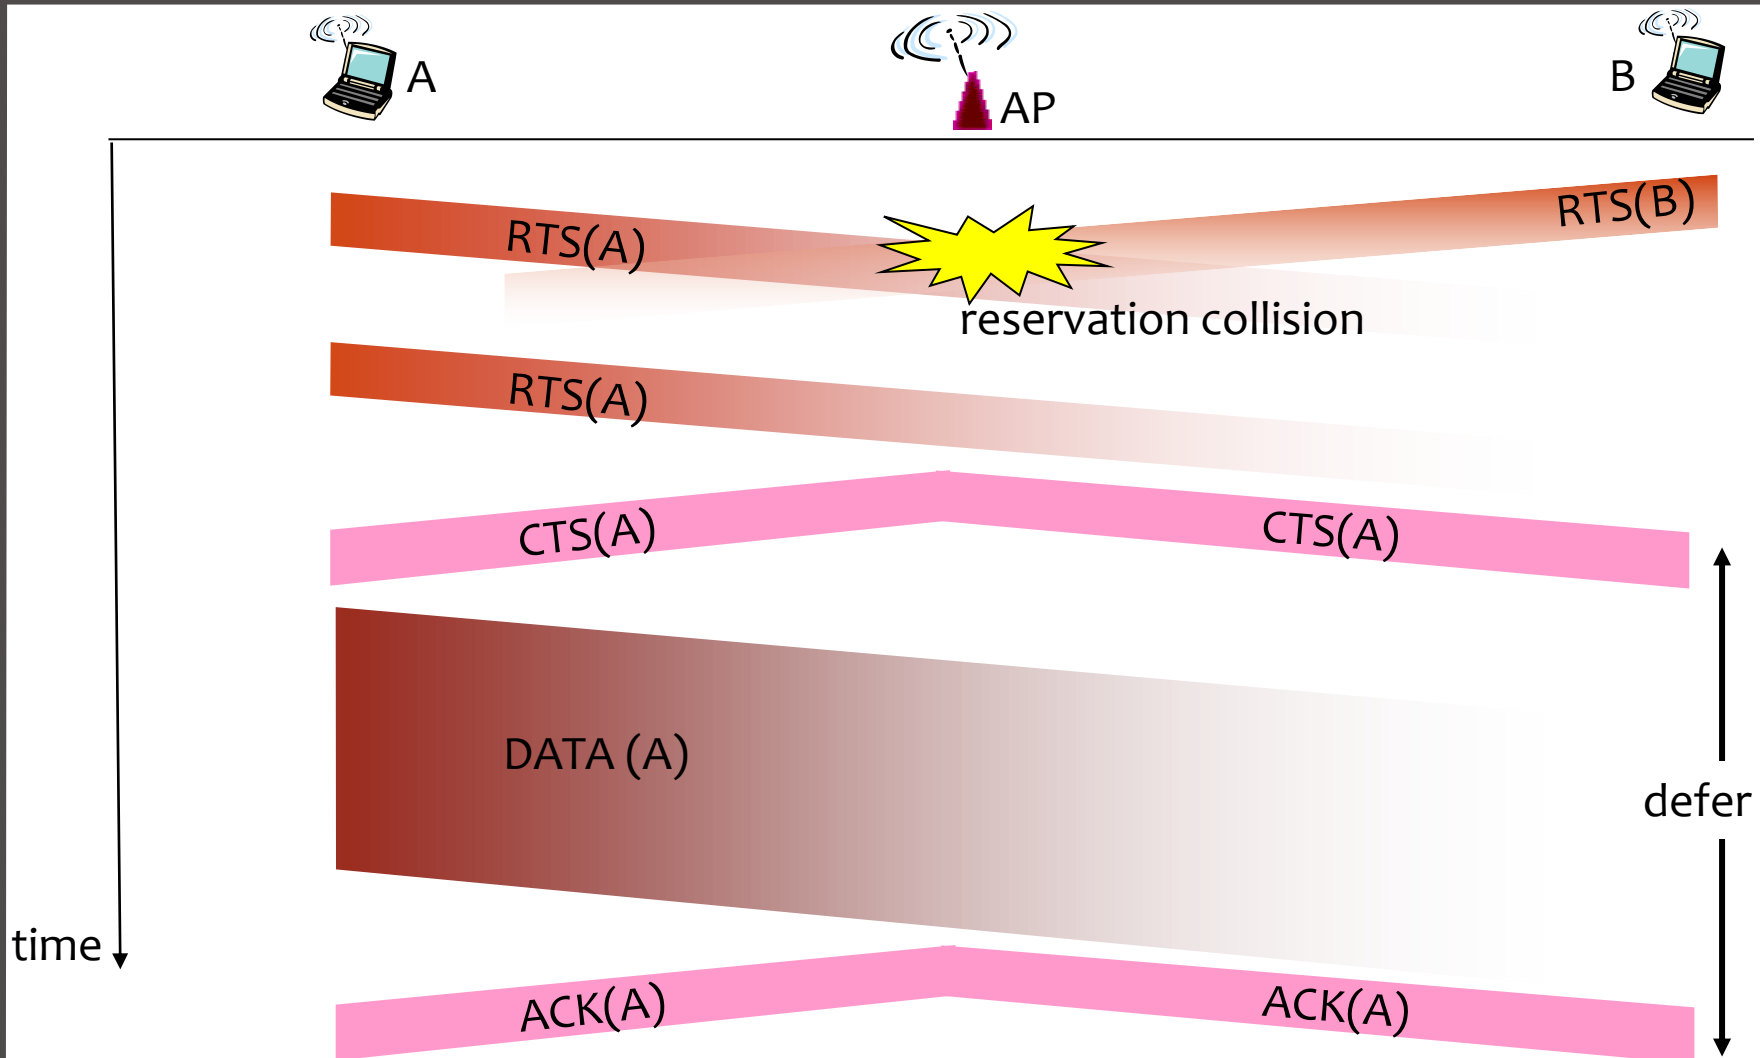 A
AP
B
RTS(A)
RTS(B)
reservation collision
RTS(A)
CTS(A)
CTS(A)
DATA (A)
defer
time
ACK(A)
ACK(A)